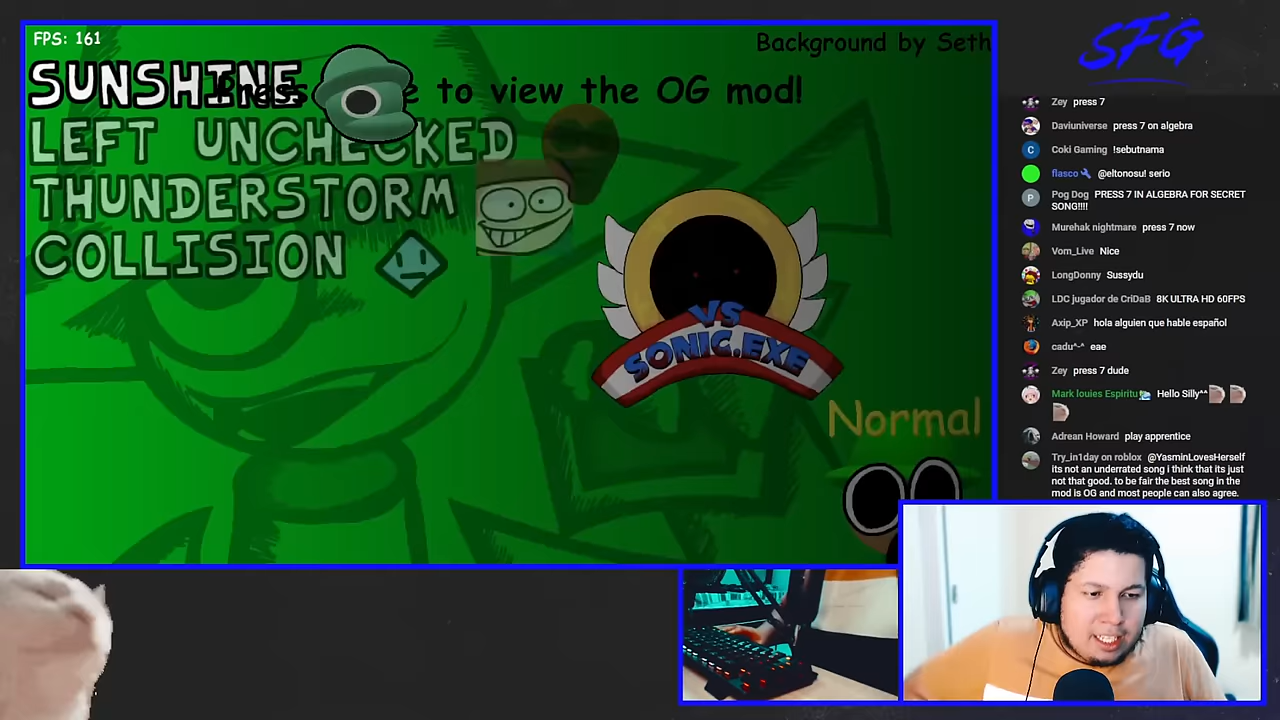 FPS: 161
Background by Seth
SUNSHINE
Press to view the OG mod!
LEFT UNCHECKED
THUNDERSTORM
COLLISION
VS
SONIC.EXE
Normal
SFG
Zey press 7
Daviuniverse press 7 on algebra
C
Coki Gaming !sebutnama
flasco @eltonosu! serio
P
Pog Dog PRESS 7 IN ALGEBRA FOR SECRET
SONG!!!!
Murehak nightmare press 7 now
Vom_Live Nice
LongDonny Sussydu
LDC jugador de CriDaB 8K ULTRA HD 60FPS
Axip_XP hola alguien que hable español
cadu^-^ eae
Zey press 7 dude
Mark louies Espiritu Hello Silly^^
Adrean Howard play apprentice
Try_in1day on roblox @YasminLovesHerself
its not an underrated song i think that its just
not that good. to be fair the best song in the
mod is OG and most people can also agree.